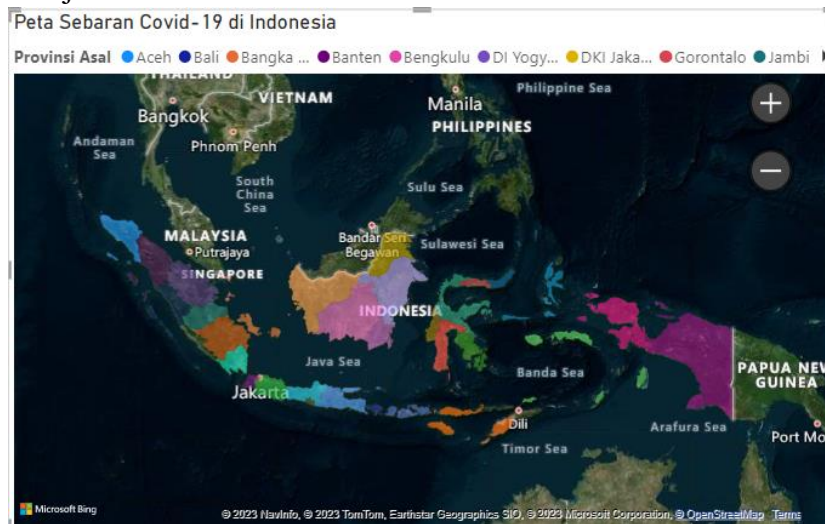 Peta Sebaran Covid-19 di Indonesia
Provinsi Asal Aceh Bali Bangka ... Banten Bengkulu DI Yogy... DKI Jaka... Gorontalo Jambi
THAILAND
VIETNAM
Bangkok
Phnom Penh
Andaman
Sea
South
China
Sea
Manila
PHILIPPINES
Philippine Sea
Sulu Sea
MALAYSIA
Putrajaya
SINGAPORE
Bandar Seri
Begawan
Sulawesi Sea
INDONESIA
Java Sea
Jakarta
Banda Sea
Dili
Timor Sea
Arafura Sea
PAPUA NEW
GUINEA
Port Mo
Microsoft Bing
© 2023 NavInfo, © 2023 TomTom, Earthstar Geographics SIO, © 2023 Microsoft Corporation, © OpenStreetMap Terms